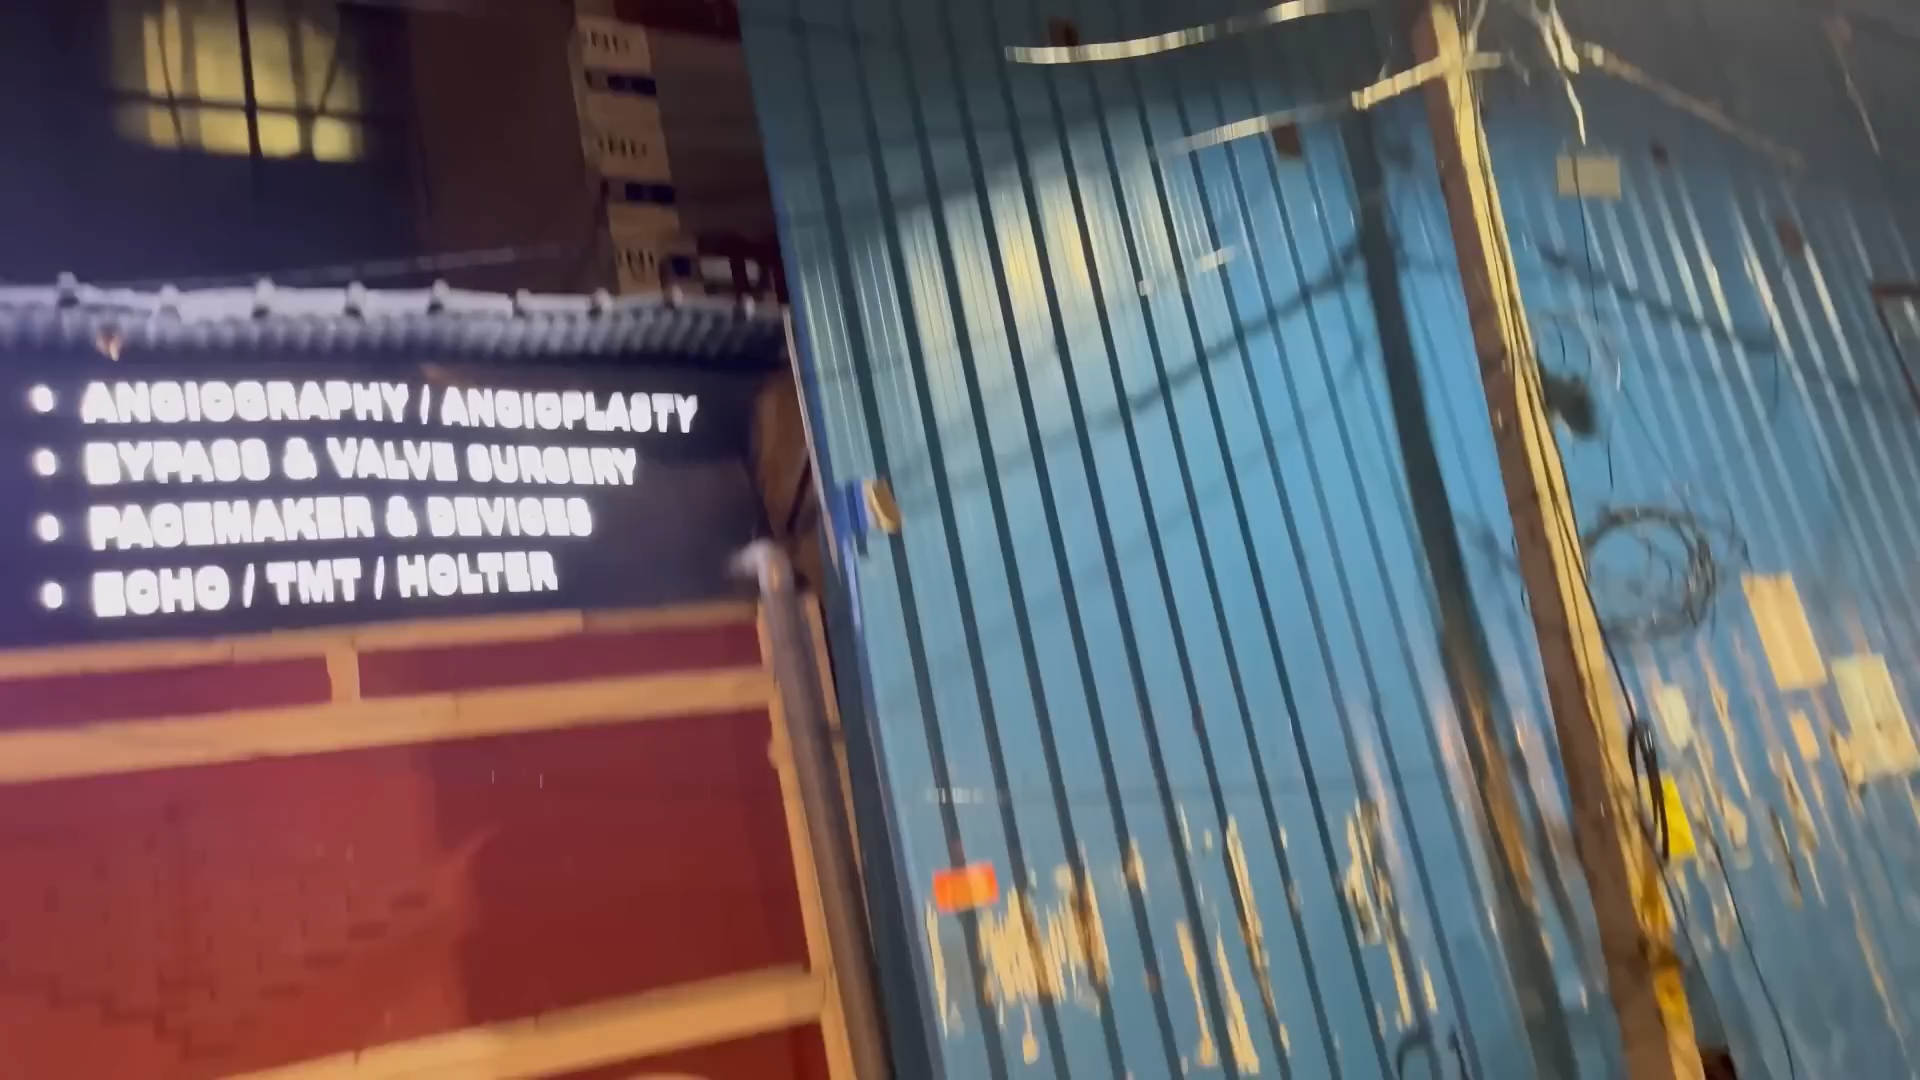 • ANGIOGRAPHY / ANGIOPLASTY
• BYPASS & VALVE SURGERY
• PACEMAKER & DEVICES
• ECHO / TMT / HOLTER